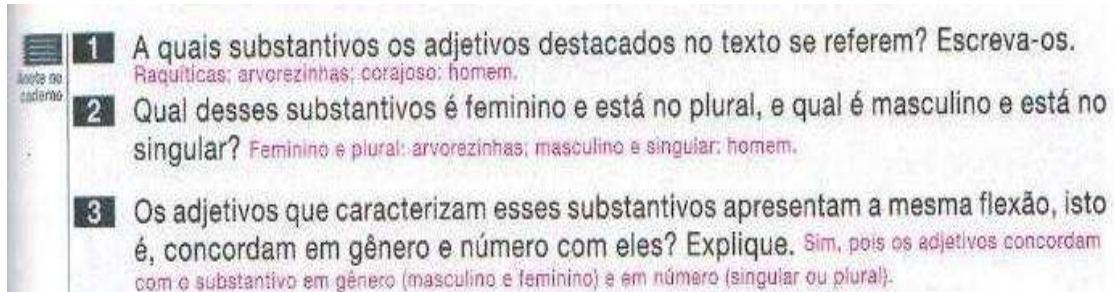 1 A quais substantivos os adjetivos destacados no texto se referem? Escreva-os.
Raquíticas: arvorezinhas; corajoso: homem.
Anote no
caderno
2 Qual desses substantivos é feminino e está no plural, e qual é masculino e está no
singular? Feminino e plural: arvorezinhas; masculino e singular: homem.
3 Os adjetivos que caracterizam esses substantivos apresentam a mesma flexão, isto
é, concordam em gênero e número com eles? Explique. Sim, pois os adjetivos concordam
com o substantivo em gênero (masculino e feminino) e em número (singular ou plural).